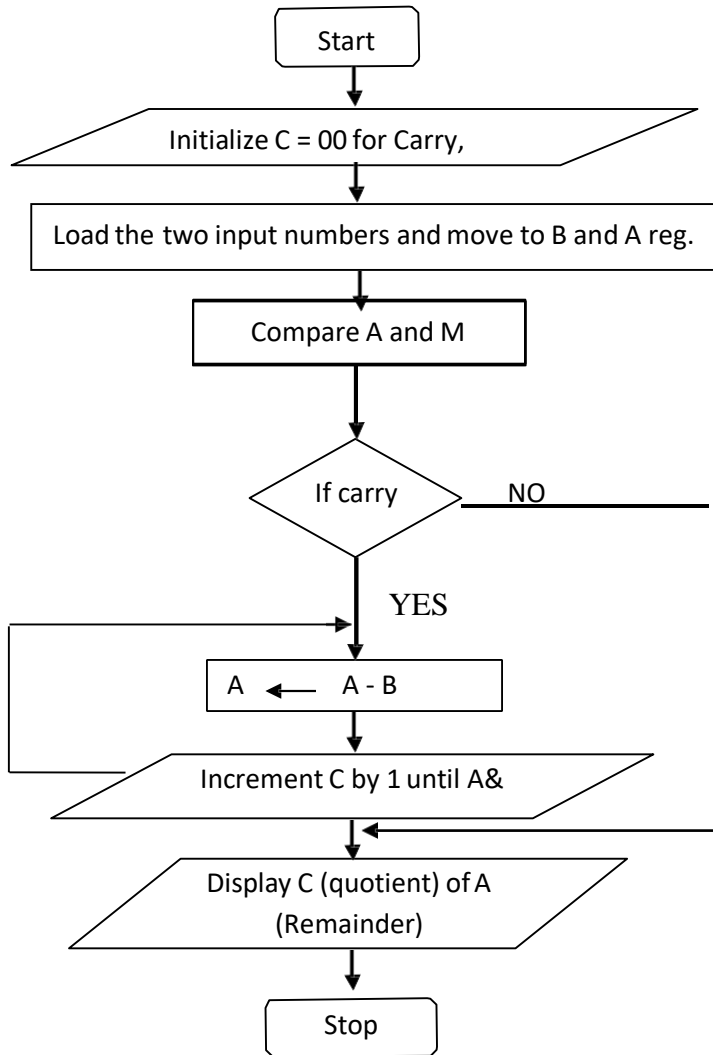 Start
Initialize C = 00 for Carry,
Load the two input numbers and move to B and A reg.
Compare A and M
If carry
NO
YES
A ← A - B
Increment C by 1 until A&
Display C (quotient) of A
(Remainder)
Stop